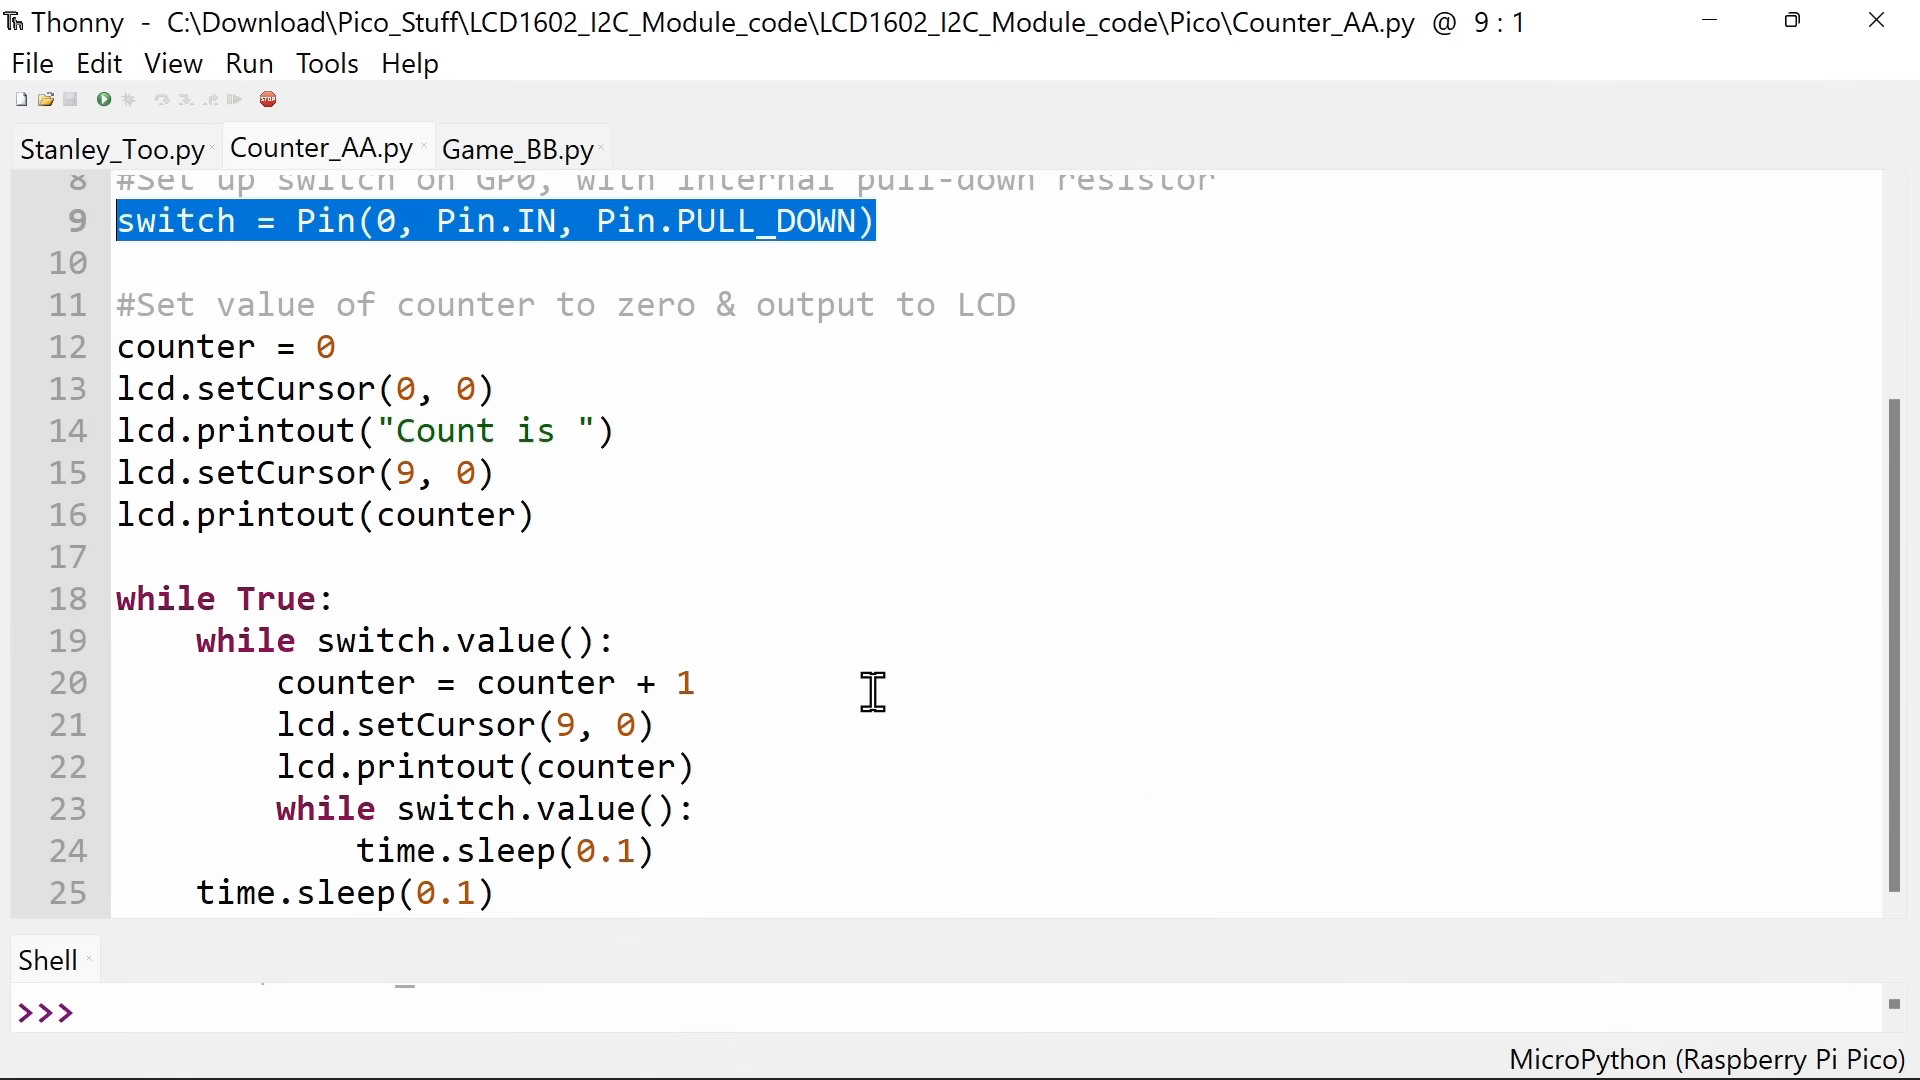 Thonny - C:\Download\Pico_Stuff\LCD1602_I2C_Module_code\LCD1602_I2C_Module_code\Pico\Counter_AA.py @ 9 : 1
File Edit View Run Tools Help
STOP
Stanley_Too.py Counter_AA.py Game_BB.py
8 #Set up switch on GP0, with internal pull-down resistor
9 switch = Pin(0, Pin.IN, Pin.PULL_DOWN)
10
11 #Set value of counter to zero & output to LCD
12 counter = 0
13 lcd.setCursor(0, 0)
14 lcd.printout("Count is ")
15 lcd.setCursor(9, 0)
16 lcd.printout(counter)
17
18 while True:
19     while switch.value():
20         counter = counter + 1
21         lcd.setCursor(9, 0)
22         lcd.printout(counter)
23         while switch.value():
24             time.sleep(0.1)
25     time.sleep(0.1)
Shell
>>>
MicroPython (Raspberry Pi Pico)